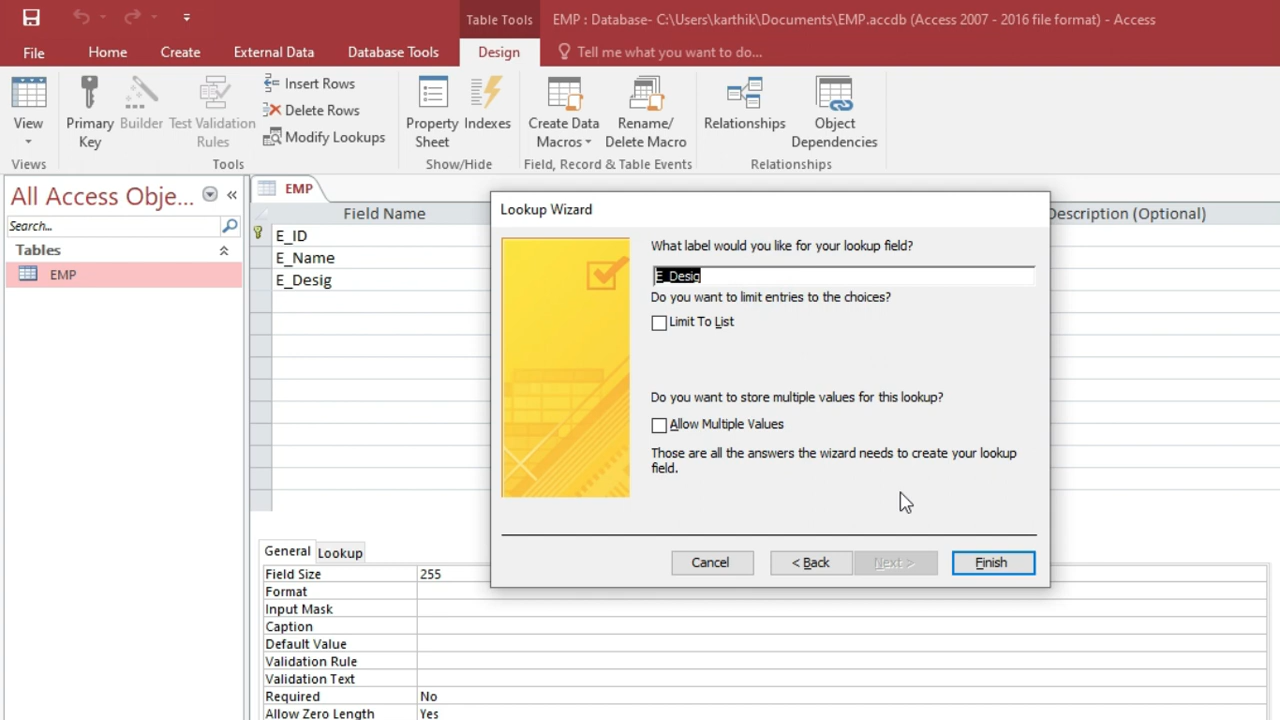 Table Tools
EMP : Database- C:\Users\karthik\Documents\EMP.accdb (Access 2007 - 2016 file format) - Access
File Home Create External Data Database Tools Design Tell me what you want to do...
View
Views
Primary Key
Builder
Test Validation Rules
Insert Rows
Delete Rows
Modify Lookups
Tools
Property Sheet
Indexes
Show/Hide
Create Data Macros
Rename/ Delete Macro
Field, Record & Table Events
Relationships
Object Dependencies
Relationships
All Access Obje... «
Search...
Tables
EMP
EMP
Field Name
Description (Optional)
E_ID
E_Name
E_Desig
Lookup Wizard
What label would you like for your lookup field?
E_Desig
Do you want to limit entries to the choices?
Limit To List
Do you want to store multiple values for this lookup?
Allow Multiple Values
Those are all the answers the wizard needs to create your lookup
field.
Cancel < Back Next > Finish
General Lookup
Field Size 255
Format
Input Mask
Caption
Default Value
Validation Rule
Validation Text
Required No
Allow Zero Length Yes